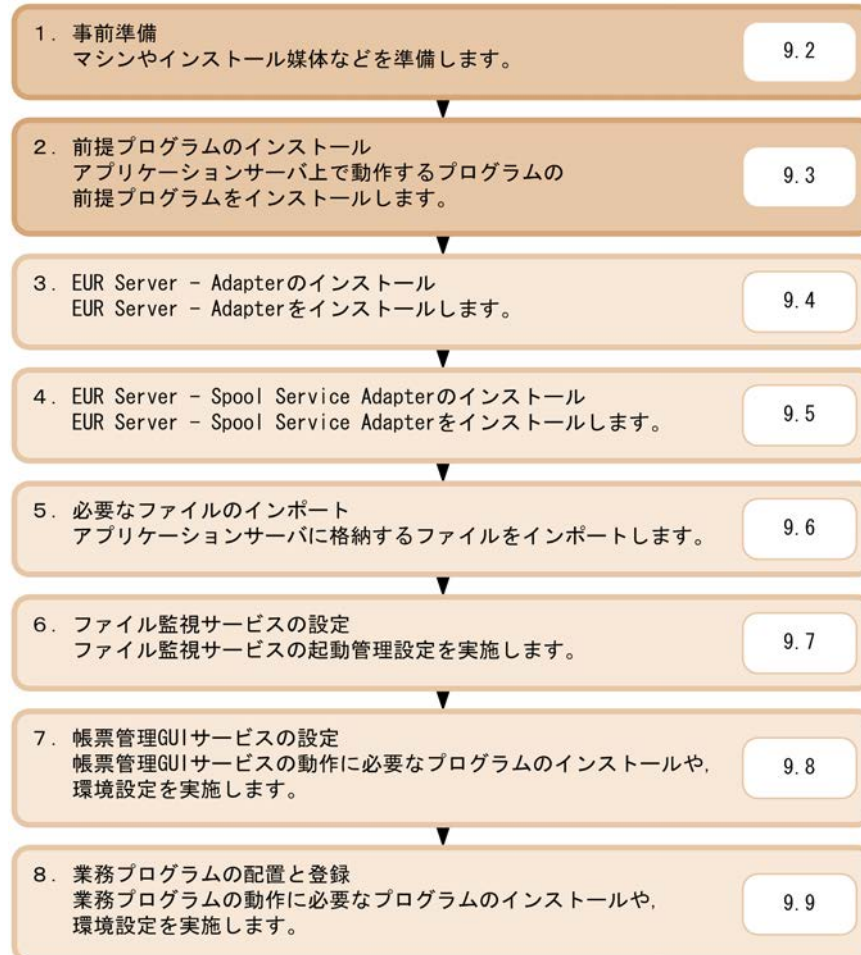 1. 事前準備
マシンやインストール媒体などを準備します。
9.2
2. 前提プログラムのインストール
アプリケーションサーバ上で動作するプログラムの
前提プログラムをインストールします。
9.3
3. EUR Server － Adapterのインストール
EUR Server － Adapterをインストールします。
9.4
4. EUR Server － Spool Service Adapterのインストール
EUR Server － Spool Service Adapterをインストールします。
9.5
5. 必要なファイルのインポート
アプリケーションサーバに格納するファイルをインポートします。
9.6
6. ファイル監視サービスの設定
ファイル監視サービスの起動管理設定を実施します。
9.7
7. 帳票管理GUIサービスの設定
帳票管理GUIサービスの動作に必要なプログラムのインストールや,
環境設定を実施します。
9.8
8. 業務プログラムの配置と登録
業務プログラムの動作に必要なプログラムのインストールや,
環境設定を実施します。
9.9